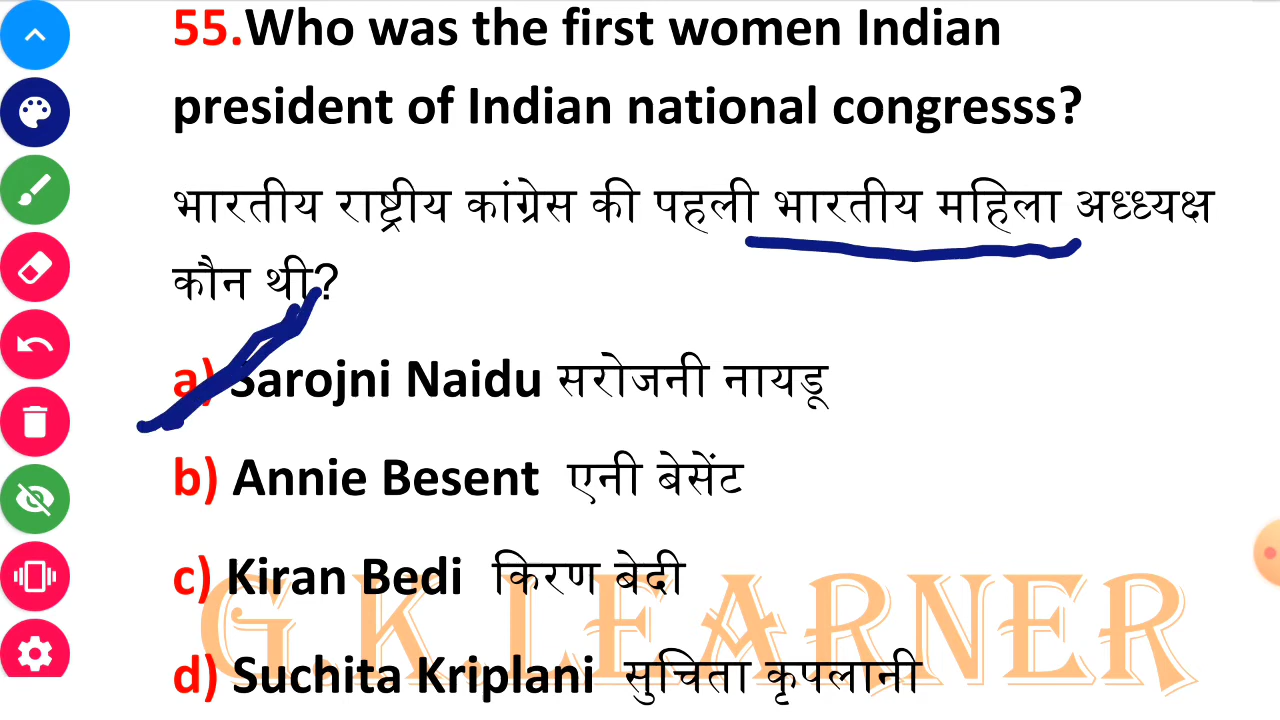 55.Who was the first women Indian
president of Indian national congresss?
भारतीय राष्ट्रीय कांग्रेस की पहली भारतीय महिला अध्ध्यक्ष
कौन थी?
a) Sarojni Naidu सरोजनी नायडू
b) Annie Besent एनी बेसेंट
c) Kiran Bedi किरण बेदी
G K LEARNER
d) Suchita Kriplani सुचिता कृपलानी